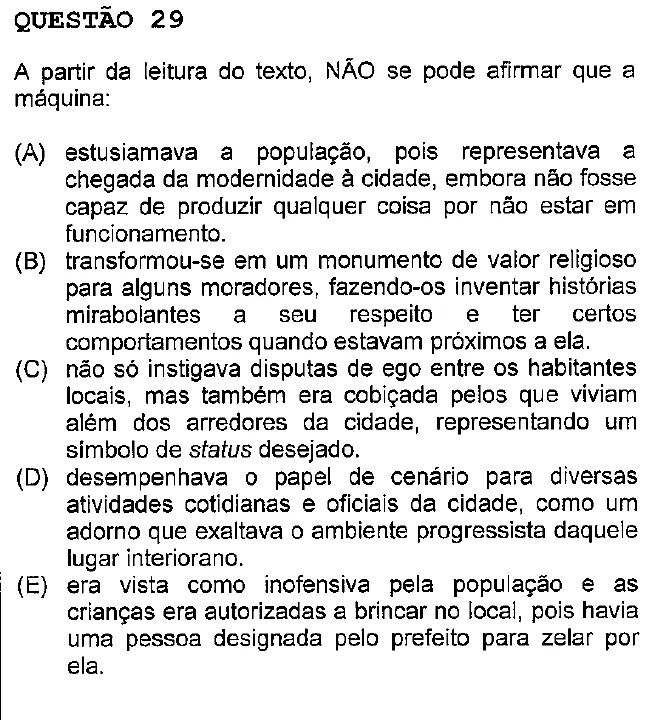 QUESTÃO 29
A partir da leitura do texto, NÃO se pode afirmar que a
máquina:
(A) estusiamava a população, pois representava a
chegada da modernidade à cidade, embora não fosse
capaz de produzir qualquer coisa por não estar em
funcionamento.
(B) transformou-se em um monumento de valor religioso
para alguns moradores, fazendo-os inventar histórias
mirabolantes a seu respeito e ter certos
comportamentos quando estavam próximos a ela.
(C) não só instigava disputas de ego entre os habitantes
locais, mas também era cobiçada pelos que viviam
além dos arredores da cidade, representando um
símbolo de status desejado.
(D) desempenhava o papel de cenário para diversas
atividades cotidianas e oficiais da cidade, como um
adorno que exaltava o ambiente progressista daquele
lugar interiorano.
(E) era vista como inofensiva pela população e as
crianças era autorizadas a brincar no local, pois havia
uma pessoa designada pelo prefeito para zelar por
ela.